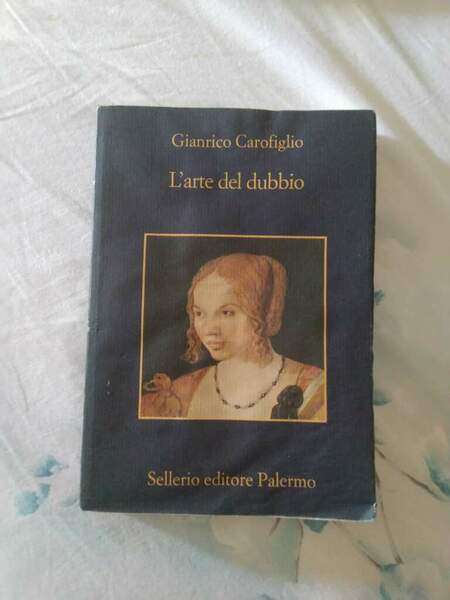 Gianrico Carofiglio
L'arte del dubbio
Sellerio editore Palermo